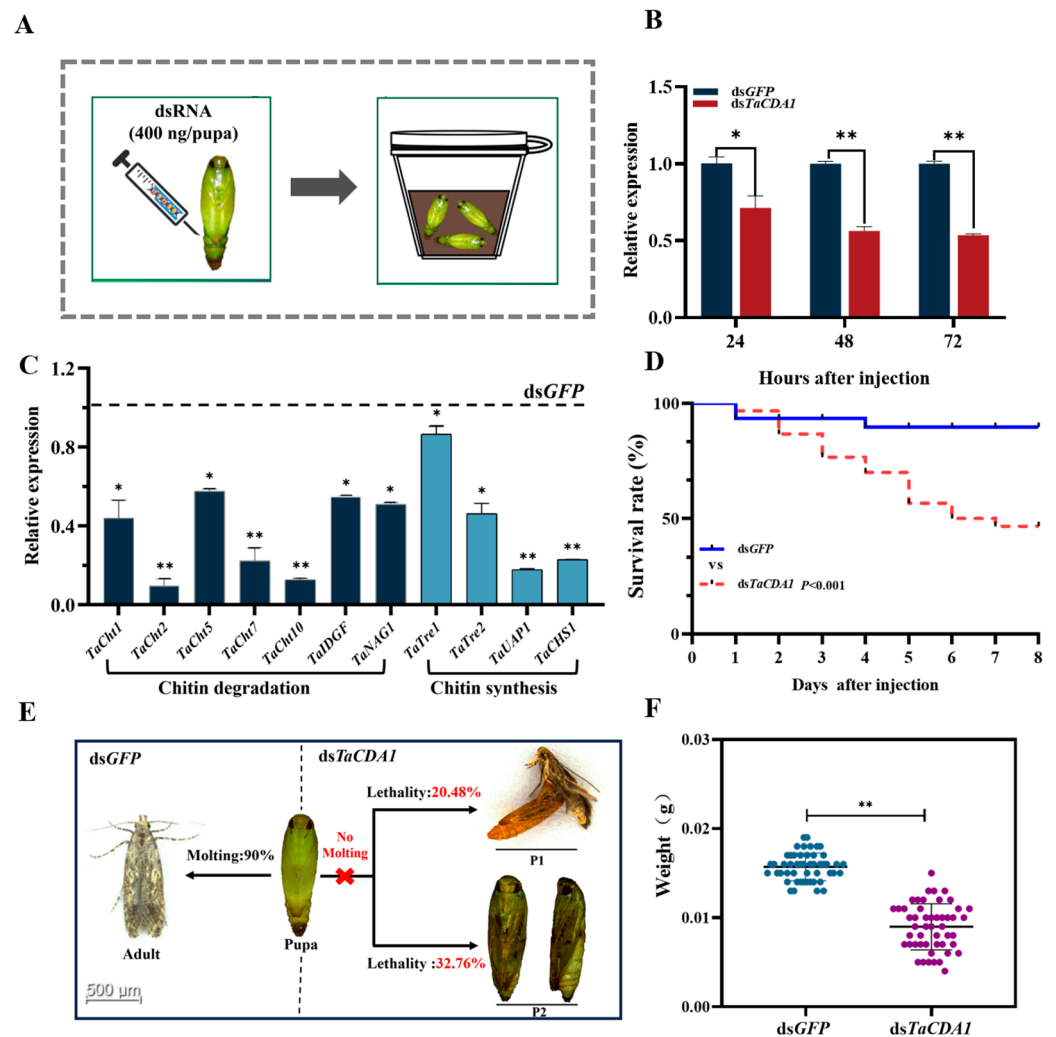 A
dsRNA
(400 ng/pupa)
B
1.5
1.0
0.5
0.0
Relative expression
dsGFP
dsTaCDA1
*
**
**
24
48
72
Hours after injection
C
1.2
0.8
0.4
0.0
Relative expression
dsGFP
*
**
*
**
**
*
*
*
*
**
**
TaCht1
TaCht2
TaCht5
TaCht7
TaCht10
TaIDGF
TaNAG1
TaTre1
TaTre2
TaUAP1
TaCHS1
Chitin degradation
Chitin synthesis
D
100
50
0
Survival rate (%)
dsGFP
vs
dsTaCDA1 P<0.001
0
1
2
3
4
5
6
7
8
Days after injection
E
dsGFP
dsTaCDA1
Molting:90%
No
Molting
Lethality:20.48%
P1
Adult
Pupa
Lethality :32.76%
P2
500 μm
F
0.03
0.02
0.01
0.00
Weight (g)
**
dsGFP
dsTaCDA1